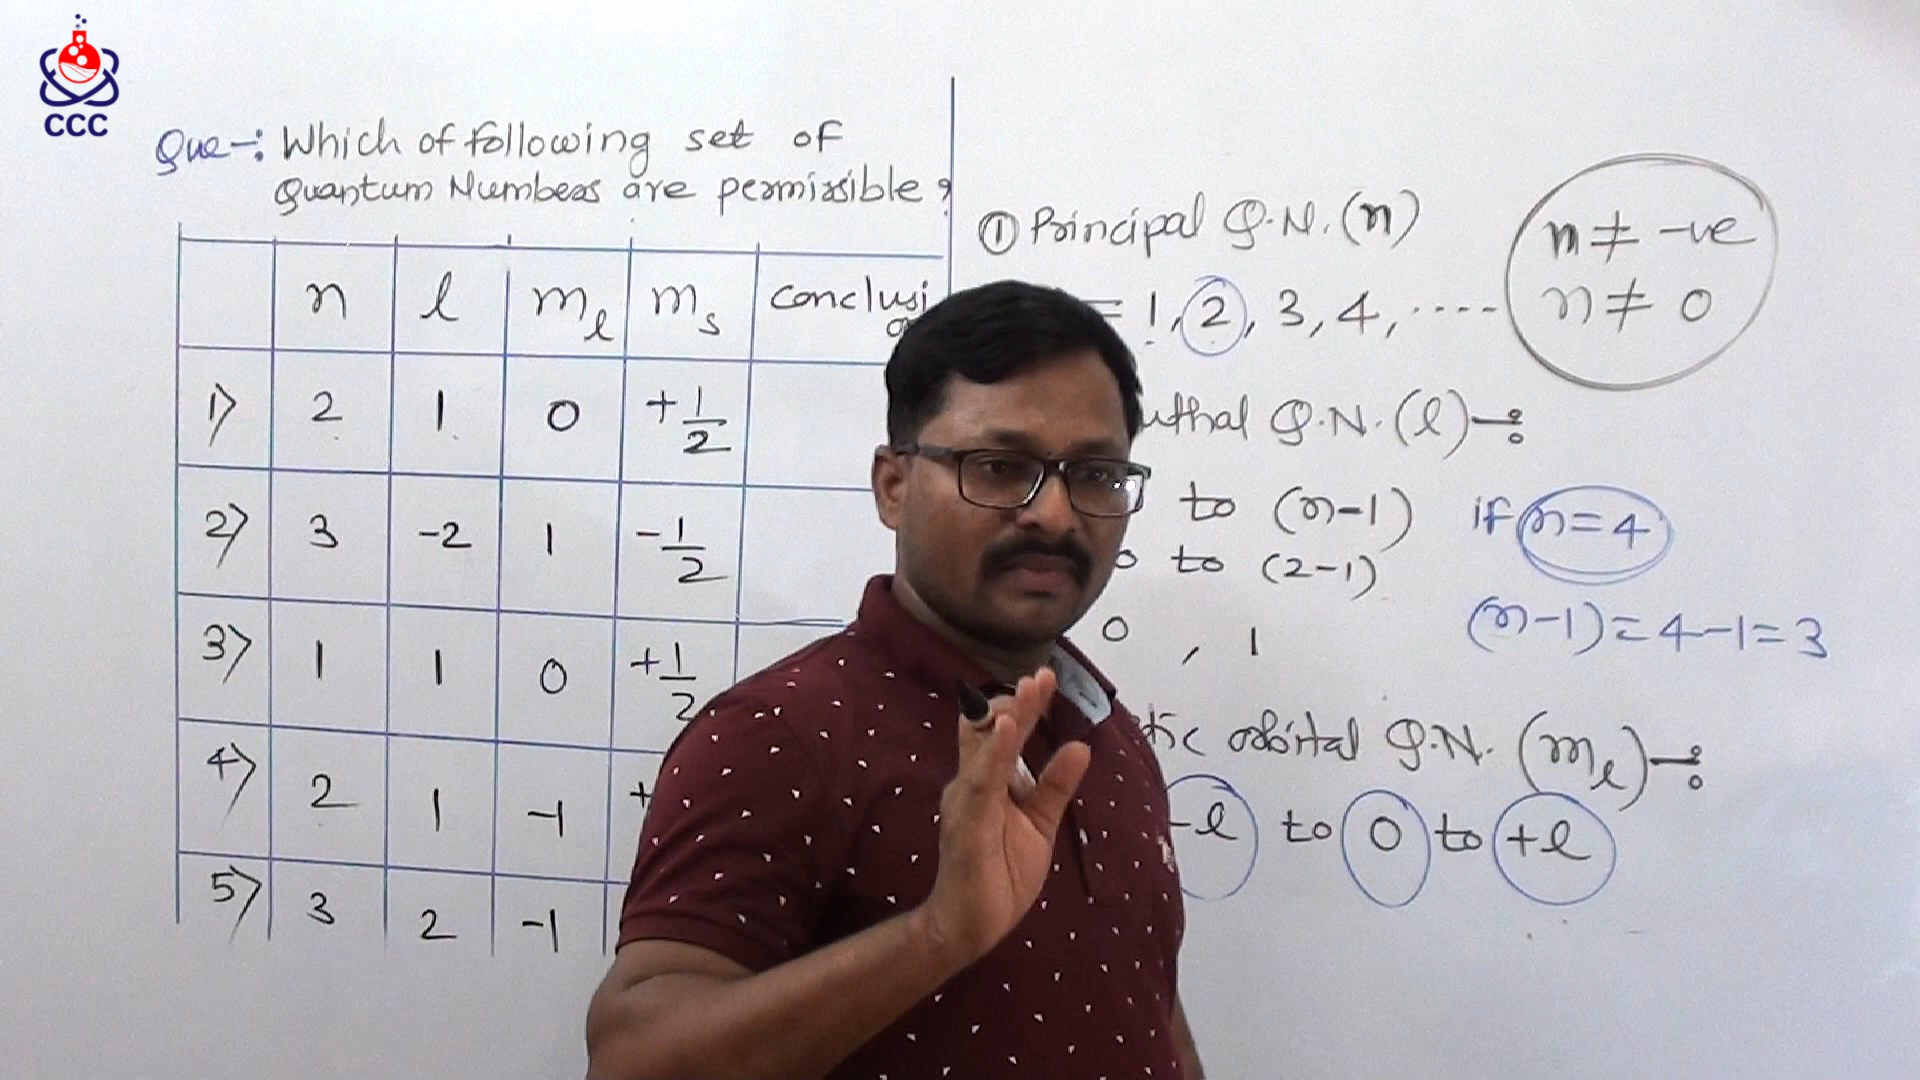 CCC
Que-: Which of following set of
Quantum Numbers are permissible?
n l mₗ mₛ conclusi
1) 2 1 0 +1/2
2) 3 -2 1 -1/2
3) 1 1 0 +1/2
4) 2 1 -1 +
5) 3 2 -1
① Principal Q.N. (n)
= 1, 2, 3, 4, ....
n ≠ -ve
n ≠ 0
uthal Q.N. (l)-:
to (n-1)
0 to (2-1)
0 , 1
if n=4
(n-1)=4-1=3
tic orbital Q.N. (mₗ)-:
-l to 0 to +l